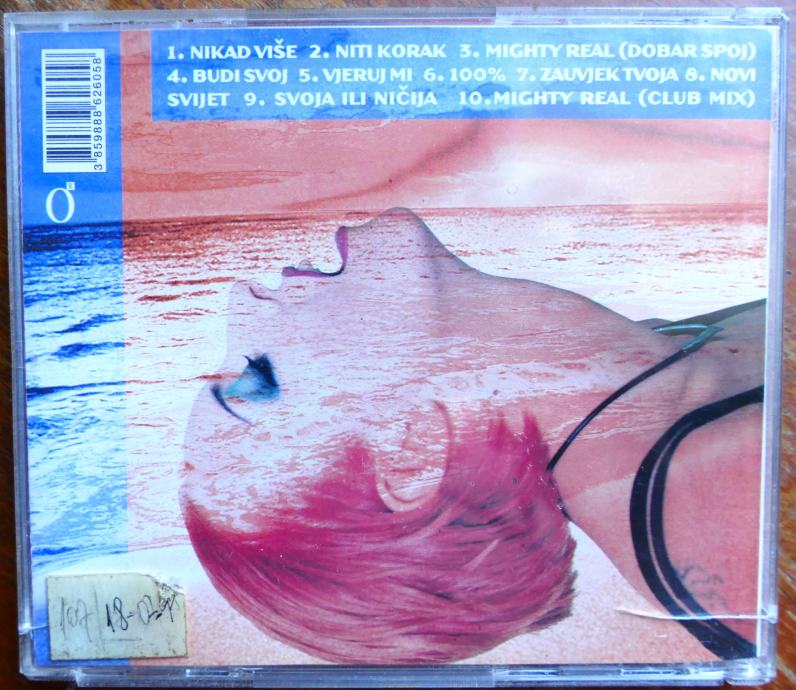 1. NIKAD VIŠE 2. NITI KORAK 3. MIGHTY REAL (DOBAR SPOJ)
4. BUDI SVOJ 5. VJERUJ MI 6. 100% 7. ZAUVJEK TVOJA 8. NOVI
SVIJET 9. SVOJA ILI NIČIJA 10. MIGHTY REAL (CLUB MIX)
3 859888 626058